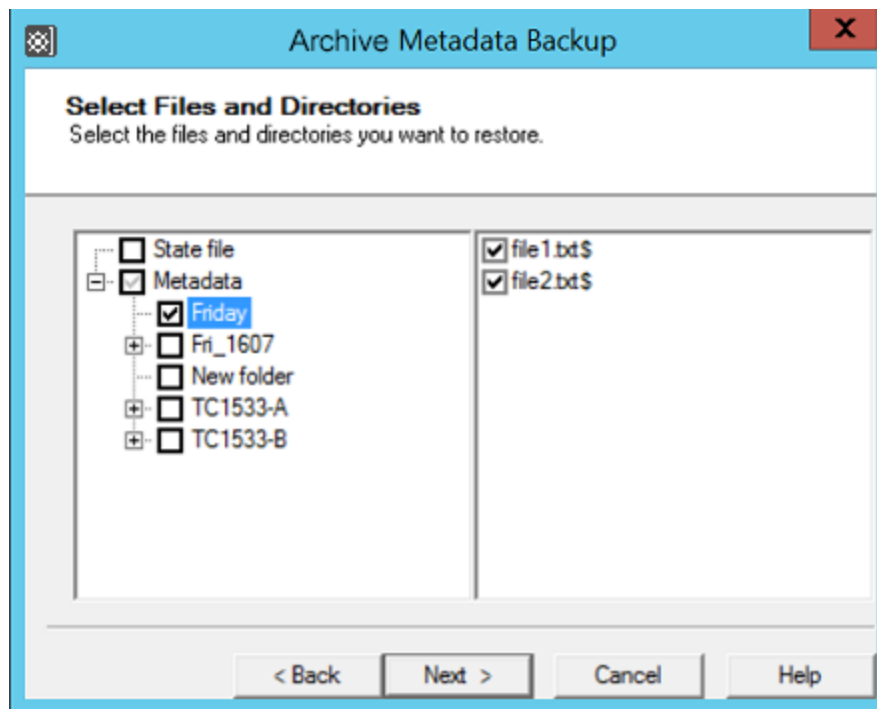 Archive Metadata Backup
X
Select Files and Directories
Select the files and directories you want to restore.
State file
Metadata
Friday
Fri_1607
New folder
TC1533-A
TC1533-B
file1.txt$
file2.txt$
< Back
Next >
Cancel
Help